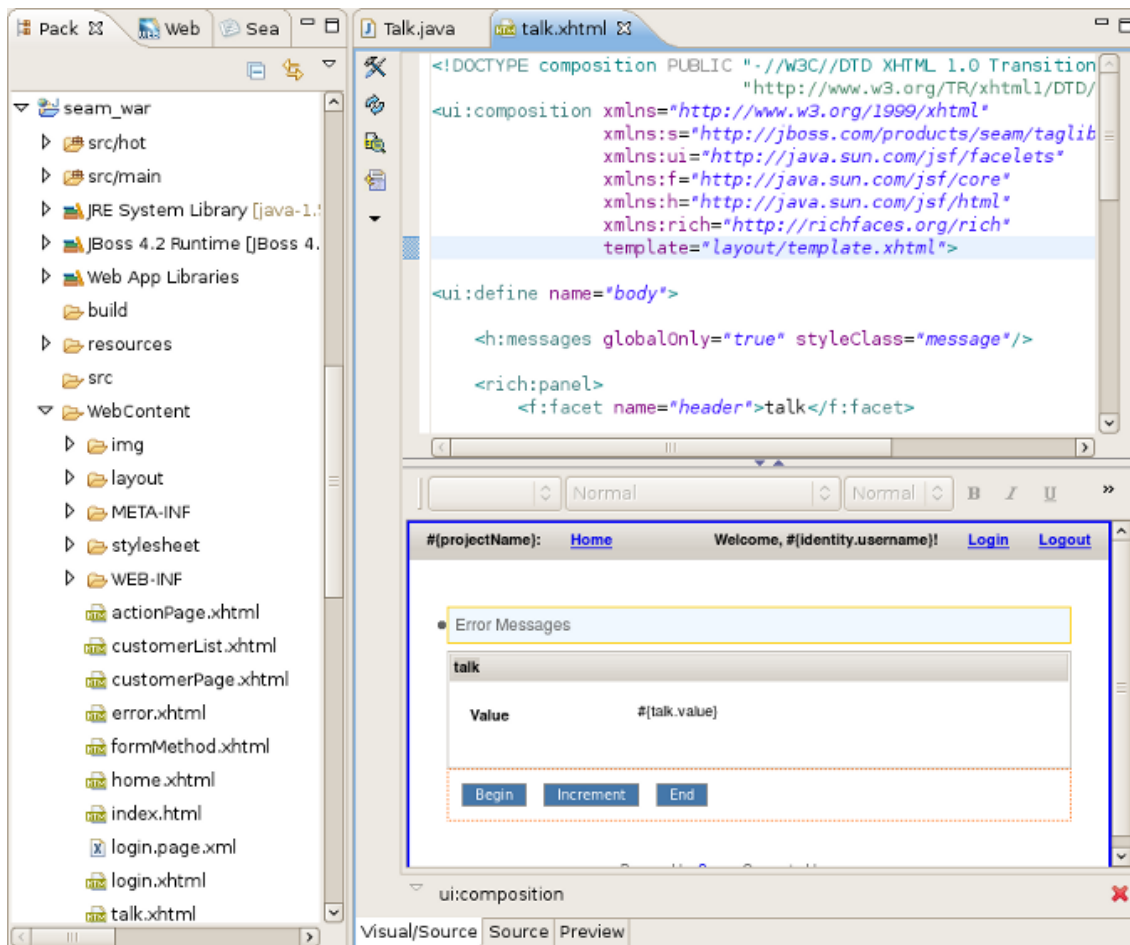 Pack Web Sea
seam_war
src/hot
src/main
JRE System Library [java-1.
JBoss 4.2 Runtime [JBoss 4.
Web App Libraries
build
resources
src
WebContent
img
layout
META-INF
stylesheet
WEB-INF
actionPage.xhtml
customerList.xhtml
customerPage.xhtml
error.xhtml
formMethod.xhtml
home.xhtml
index.html
login.page.xml
login.xhtml
talk.xhtml
Talk.java talk.xhtml
<!DOCTYPE composition PUBLIC "-//W3C//DTD XHTML 1.0 Transition
"http://www.w3.org/TR/xhtml1/DTD/
<ui:composition xmlns="http://www.w3.org/1999/xhtml"
xmlns:s="http://jboss.com/products/seam/taglib
xmlns:ui="http://java.sun.com/jsf/facelets"
xmlns:f="http://java.sun.com/jsf/core"
xmlns:h="http://java.sun.com/jsf/html"
xmlns:rich="http://richfaces.org/rich"
template="layout/template.xhtml">
<ui:define name="body">
<h:messages globalOnly="true" styleClass="message"/>
<rich:panel>
<f:facet name="header">talk</f:facet>
Normal Normal B I U »
#{projectName}: Home Welcome, #{identity.username}! Login Logout
Error Messages
talk
Value #{talk.value}
Begin Increment End
ui:composition
Visual/Source Source Preview